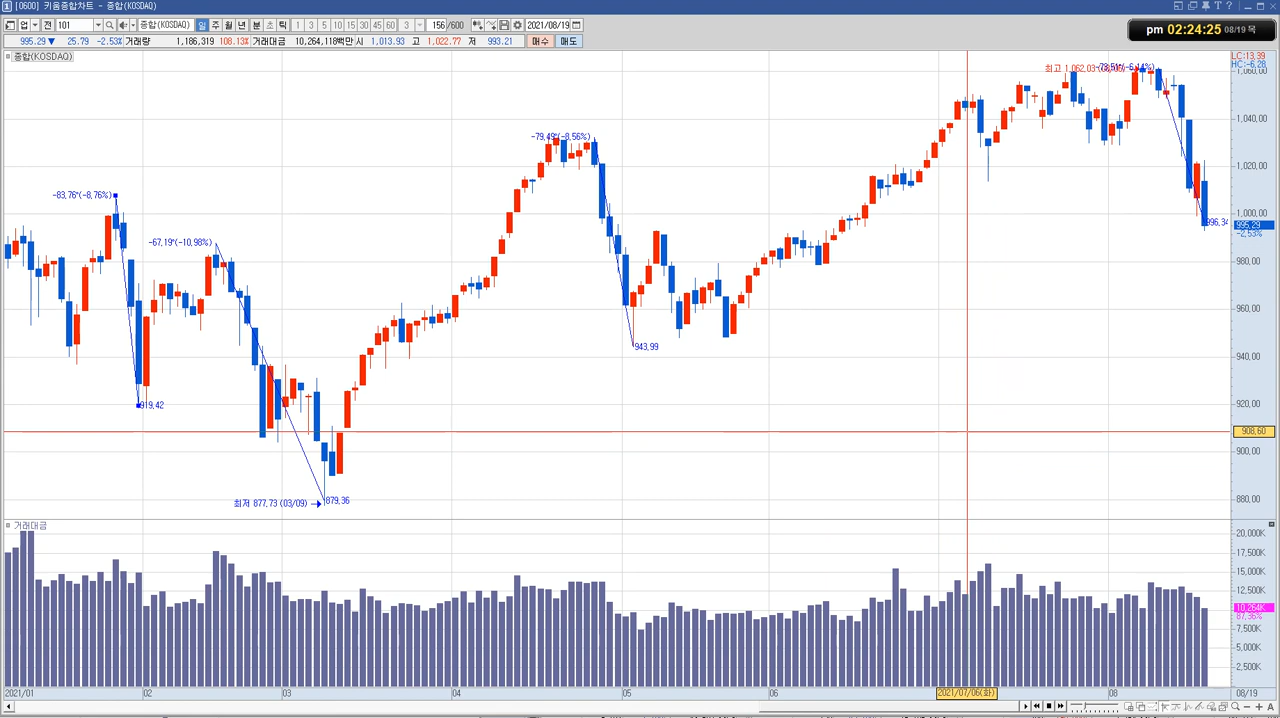 1 [0600] 키움종합차트 - 종합(KOSDAQ)
업 전 101 종합(KOSDAQ) 일 주 월 년 분 초 틱 1 3 5 10 15 30 45 60 3 156/600 2021/08/19
pm 02:24:25 08/19 목
995.29 ▼ 25.79 -2.53% 거래량 1,186,319 108.13% 거래대금 10,264,118백만 시 1,013.93 고 1,022.77 저 993.21 매수 매도
종합(KOSDAQ)
LC:13.39
HC:-6.28
최고 1,062.03
-73.51*(-6.14%)
1,060.00
1,040.00
-79.49*(-8.56%)
1,020.00
-83.76*(-8.76%)
1,000.00
996.34
995.29
-2.53%
-67.19*(-10.98%)
980.00
960.00
943.99
940.00
919.42
920.00
908.60
900.00
최저 877.73 (03/09)
879.36
880.00
거래대금
20,000K
17,500K
15,000K
12,500K
10,264K
87.36%
7,500K
5,000K
2,500K
2021/01 02 03 04 05 06 2021/07/06(화) 08 08/19
A